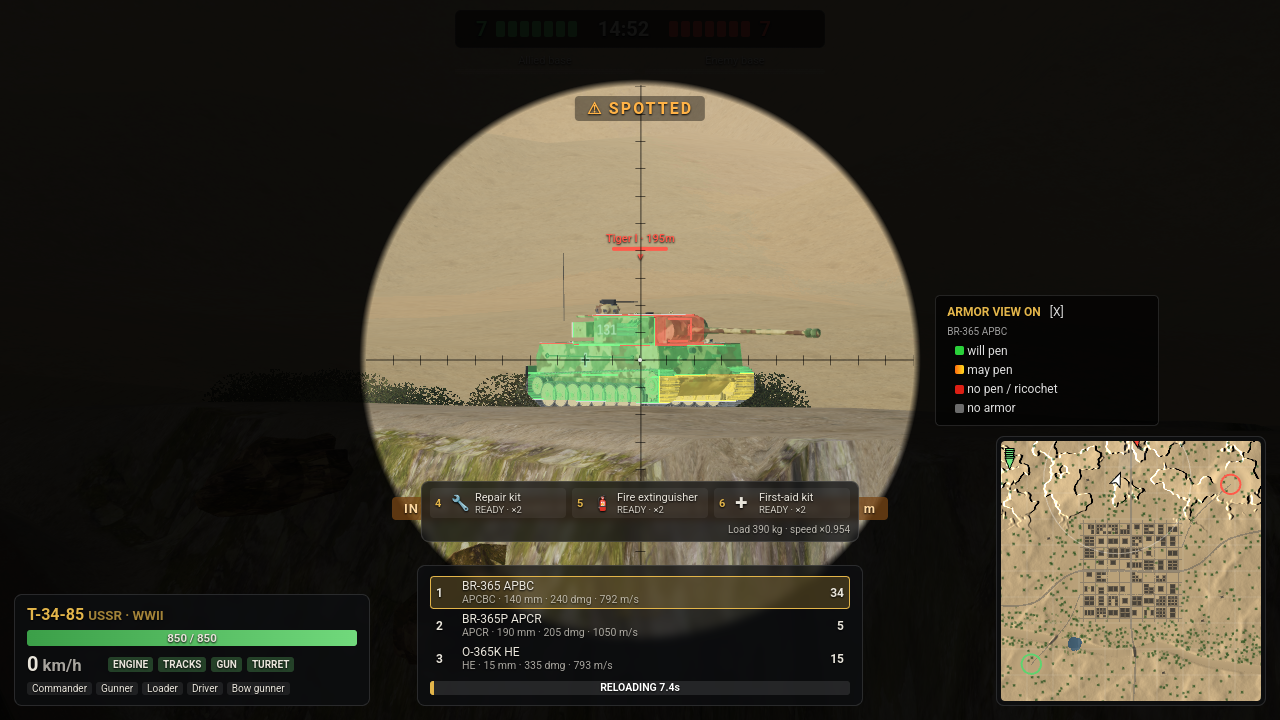 7 14:52 7
⚠ SPOTTED
Tiger I · 195m
131
ARMOR VIEW ON [X]
BR-365 APBC
will pen
may pen
no pen / ricochet
no armor
4 Repair kit
READY · ×2
5 Fire extinguisher
READY · ×2
6 First-aid kit
READY · ×2
IN
m
Load 390 kg · speed ×0.954
1 BR-365 APBC 34
APCBC · 140 mm · 240 dmg · 792 m/s
2 BR-365P APCR 5
APCR · 190 mm · 205 dmg · 1050 m/s
3 O-365K HE 15
HE · 15 mm · 335 dmg · 793 m/s
RELOADING 7.4s
T-34-85 USSR · WWII
850 / 850
0 km/h ENGINE TRACKS GUN TURRET
Commander Gunner Loader Driver Bow gunner